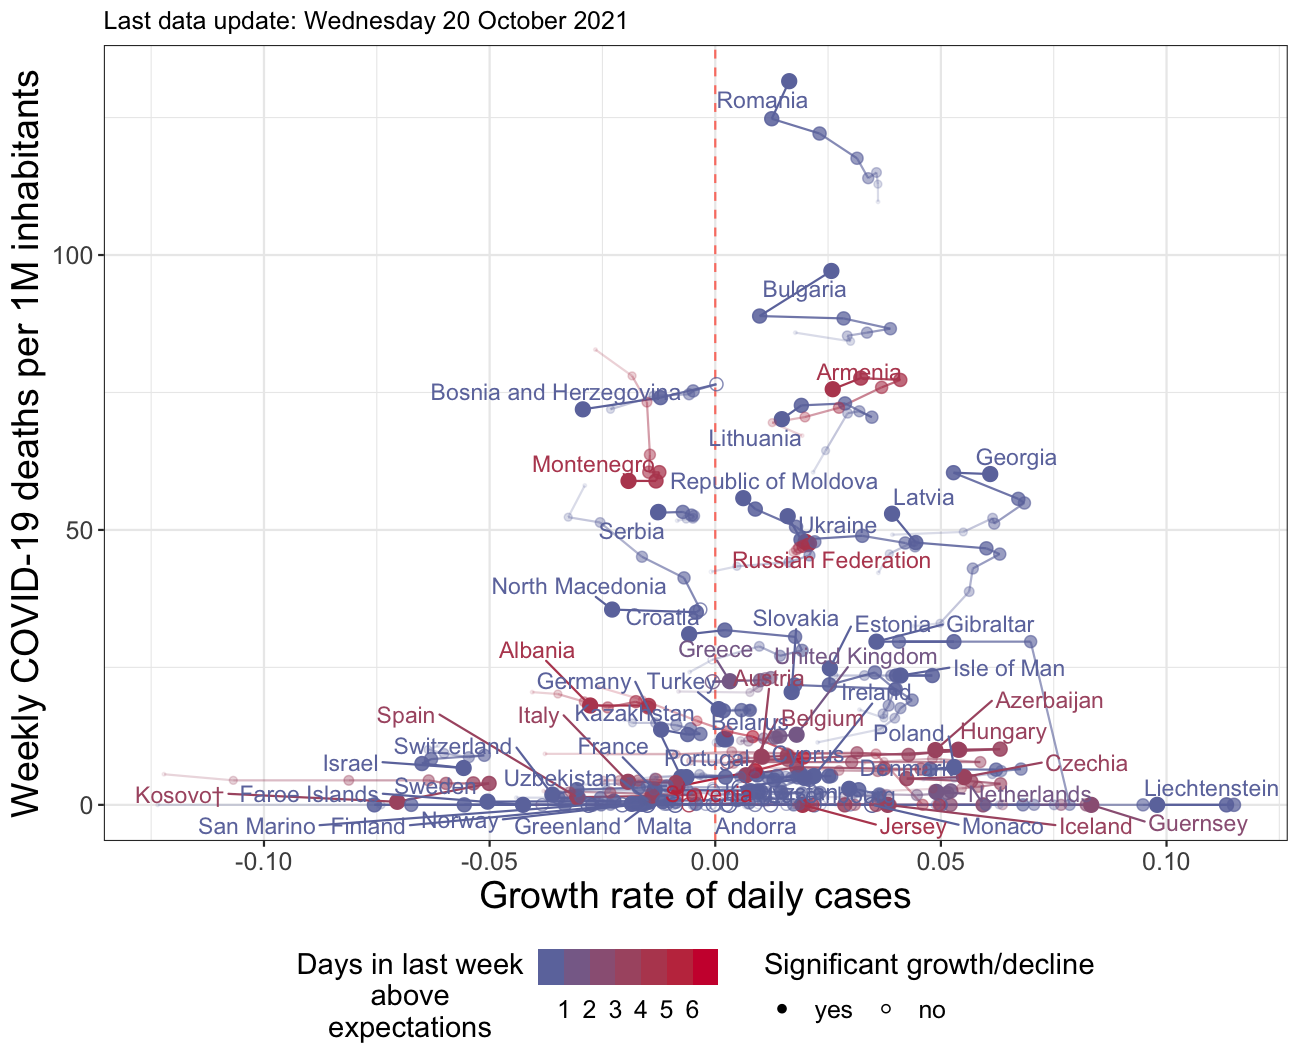 Last data update: Wednesday 20 October 2021
Weekly COVID-19 deaths per 1M inhabitants
100
50
0
Romania
Bulgaria
Armenia
Bosnia and Herzegovina
Lithuania
Georgia
Montenegro
Republic of Moldova
Latvia
Serbia
Ukraine
Russian Federation
North Macedonia
Croatia
Slovakia
Estonia
Gibraltar
Greece
United Kingdom
Albania
Isle of Man
Germany
Turkey
Austria
Ireland
Azerbaijan
Spain
Italy
Kazakhstan
Belarus
Belgium
Poland
Hungary
Switzerland
France
Portugal
Cyprus
Israel
Denmark
Czechia
Uzbekistan
Sweden
Liechtenstein
Kosovo†
Faroe Islands
Slovenia
Netherlands
San Marino
Finland
Norway
Greenland
Malta
Andorra
Jersey
Monaco
Iceland
Guernsey
-0.10
-0.05
0.00
0.05
0.10
Growth rate of daily cases
Days in last week
above
expectations
1 2 3 4 5 6
Significant growth/decline
yes
no